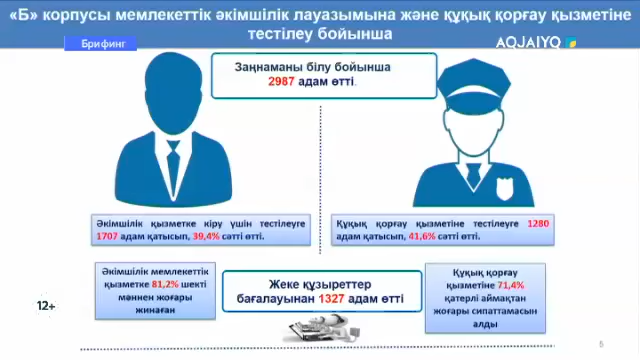 «Б» корпусы мемлекеттік әкімшілік лауазымына және құқық қорғау қызметіне
тестілеу бойынша
Брифинг
AQJAIYQ
Заңнаманы білу бойынша
2987 адам өтті.
Әкімшілік қызметке кіру үшін тестілеуге
1707 адам қатысып, 39,4% сәтті өтті.
Құқық қорғау қызметіне тестілеуге 1280
адам қатысып, 41,6% сәтті өтті.
Әкімшілік мемлекеттік
қызметке 81,2% шекті
мәннен жоғары
жинаған
Жеке құзыреттер
бағалауынан 1327 адам өтті
Құқық қорғау
қызметіне 71,4%
қатерлі аймақтан
жоғары сипаттамасын
алды
12+
5